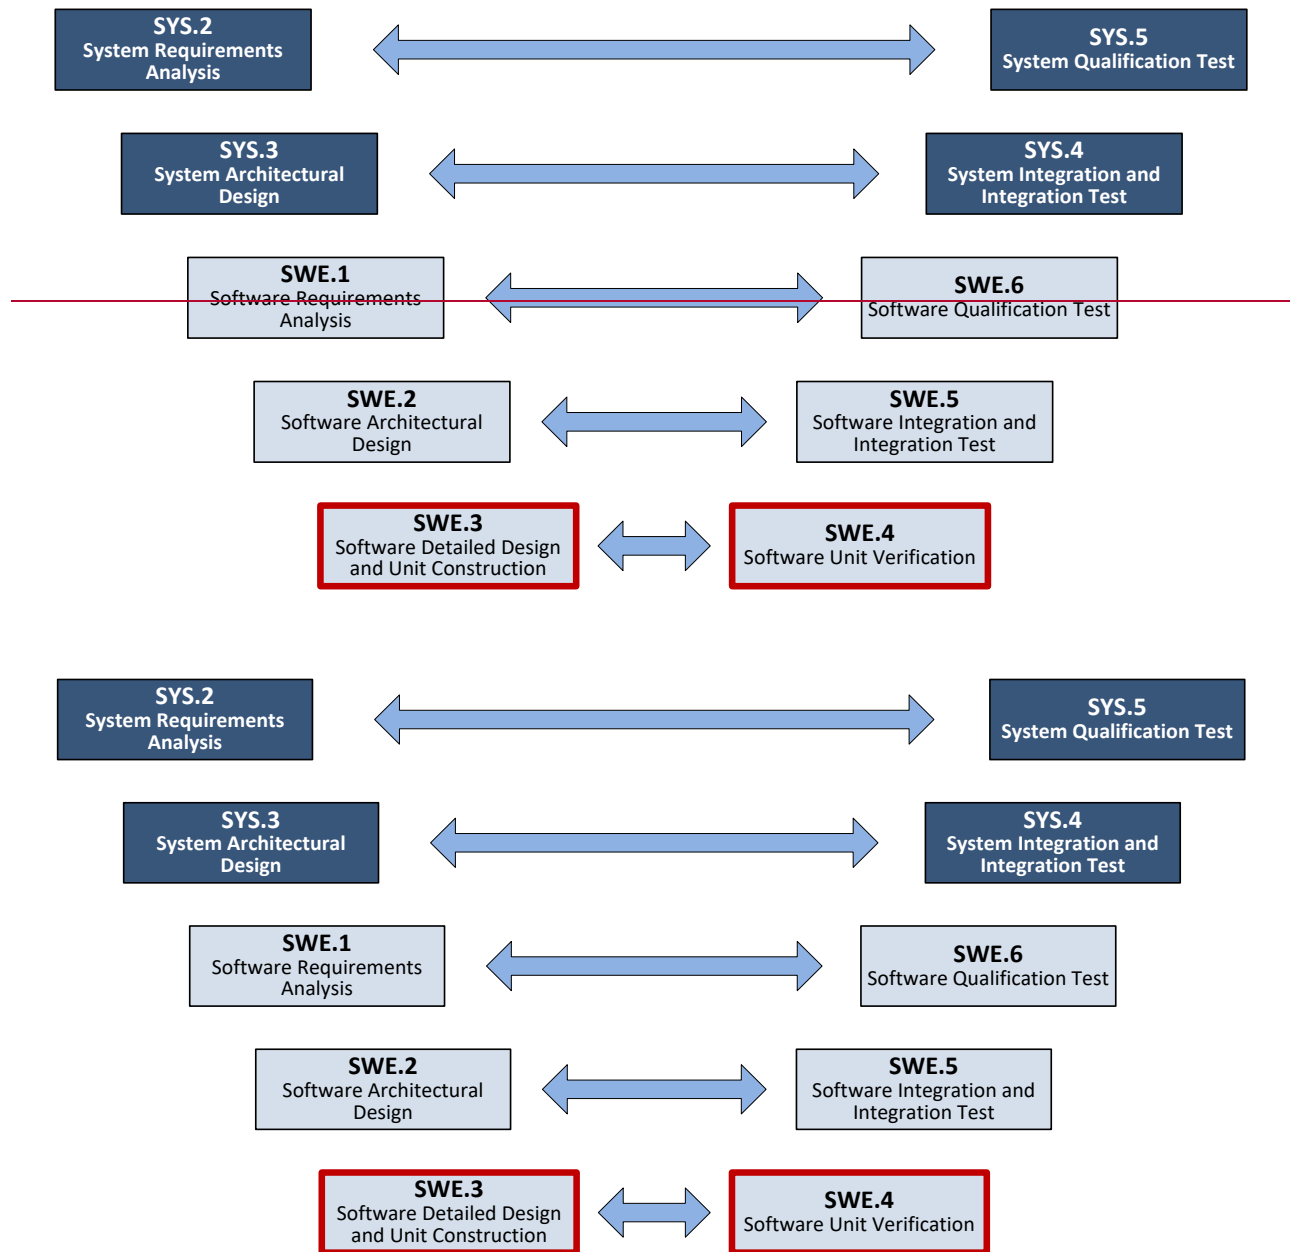 SYS.2
System Requirements
Analysis
SYS.5
System Qualification Test
SYS.3
System Architectural
Design
SYS.4
System Integration and
Integration Test
SWE.1
Software Requirements
Analysis
SWE.6
Software Qualification Test
SWE.2
Software Architectural
Design
SWE.5
Software Integration and
Integration Test
SWE.3
Software Detailed Design
and Unit Construction
SWE.4
Software Unit Verification
SYS.2
System Requirements
Analysis
SYS.5
System Qualification Test
SYS.3
System Architectural
Design
SYS.4
System Integration and
Integration Test
SWE.1
Software Requirements
Analysis
SWE.6
Software Qualification Test
SWE.2
Software Architectural
Design
SWE.5
Software Integration and
Integration Test
SWE.3
Software Detailed Design
and Unit Construction
SWE.4
Software Unit Verification